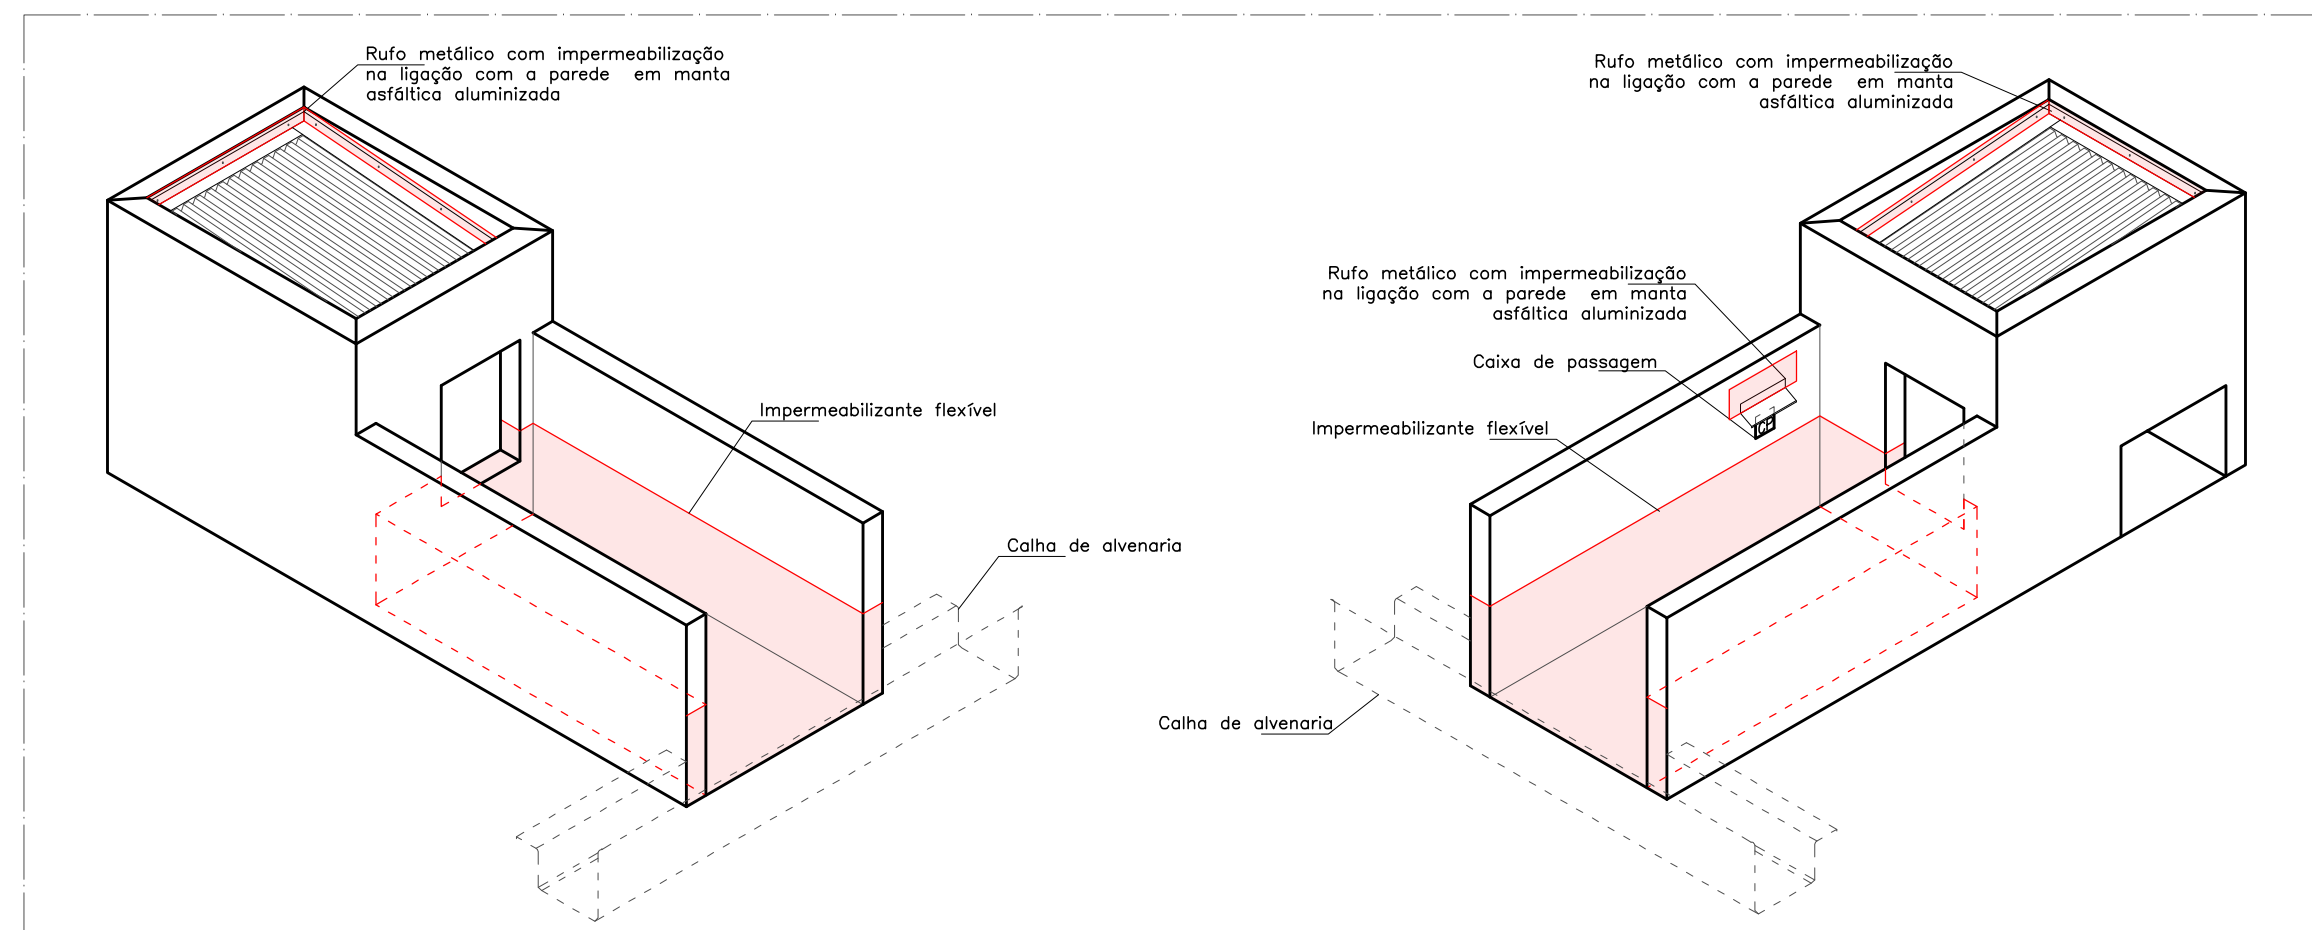 Rufo metálico com impermeabilização
na ligação com a parede em manta
asfáltica aluminizada
Impermeabilizante flexível
Calha de alvenaria
Rufo metálico com impermeabilização
na ligação com a parede em manta
asfáltica aluminizada
Rufo metálico com impermeabilização
na ligação com a parede em manta
asfáltica aluminizada
Caixa de passagem
CP
Impermeabilizante flexível
Calha de alvenaria